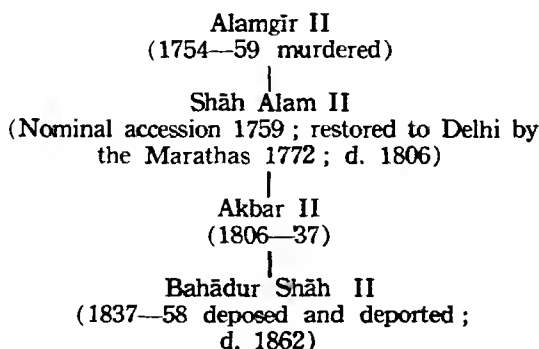 Alamgīr II
(1754—59 murdered)
Shāh Alam II
(Nominal accession 1759 ; restored to Delhi by
the Marathas 1772 ; d. 1806)
Akbar II
(1806—37)
Bahādur Shāh II
(1837—58 deposed and deported ;
d. 1862)